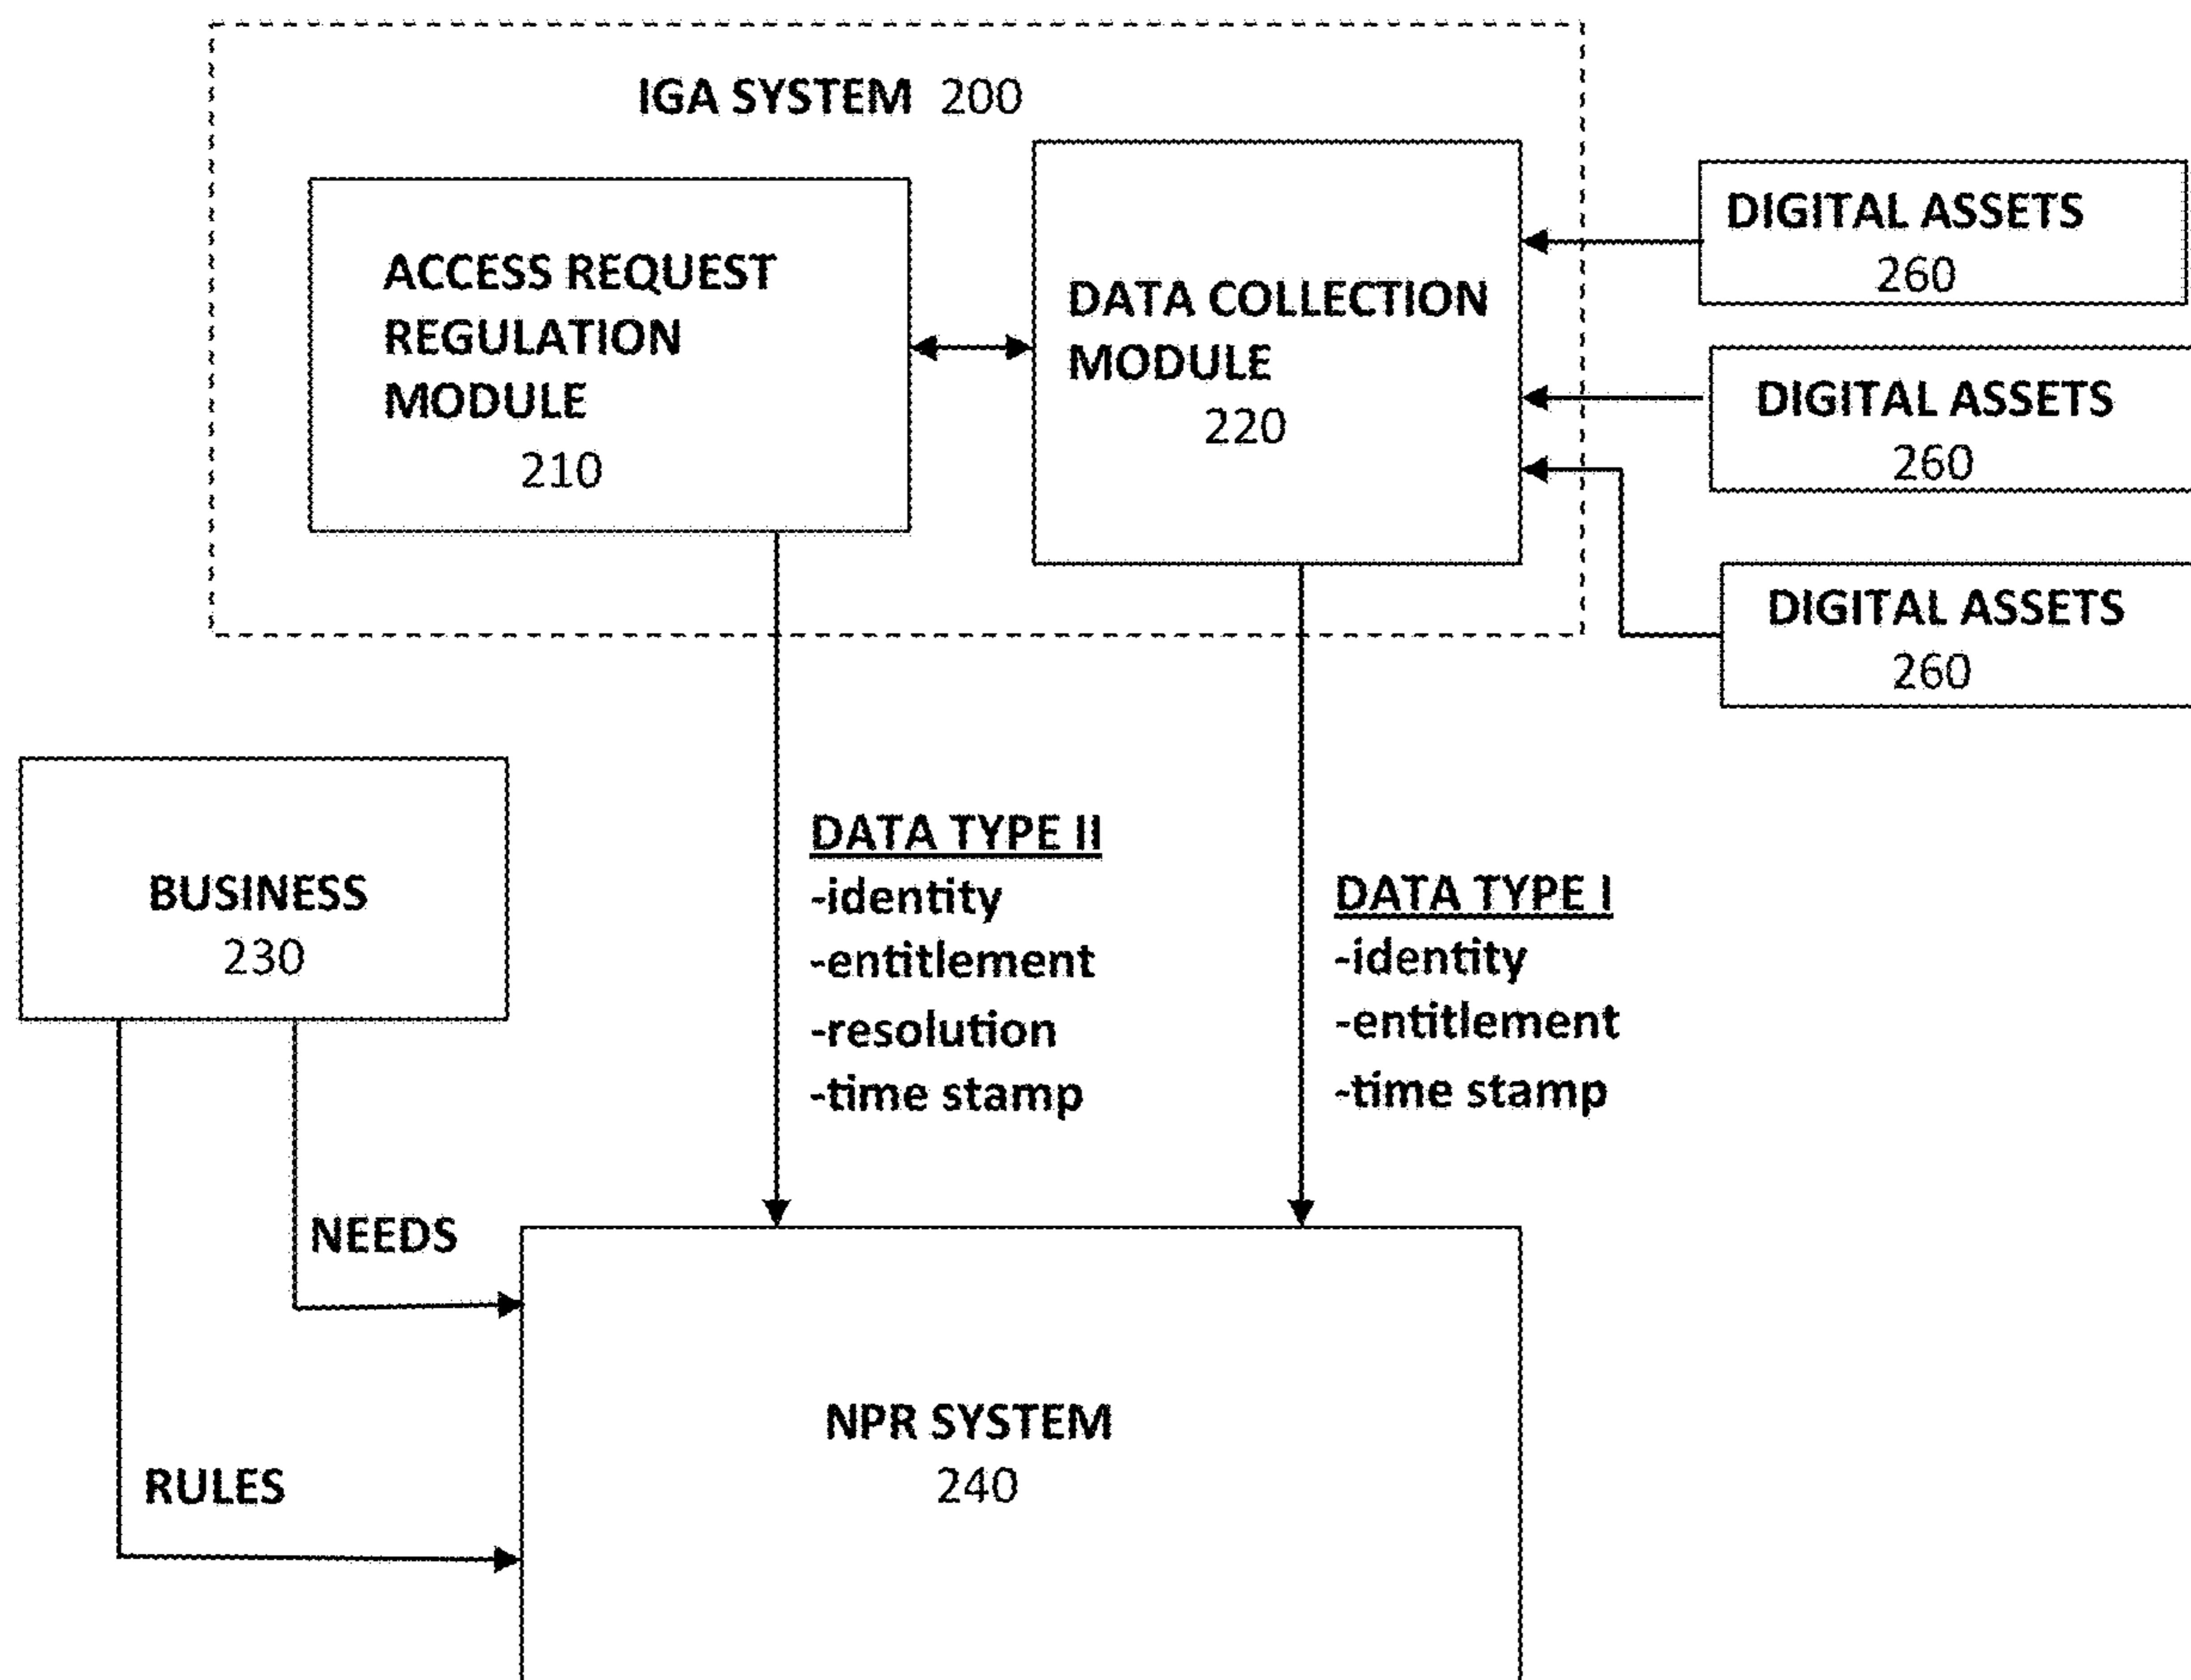 IGA SYSTEM 200
ACCESS REQUEST
REGULATION
MODULE
210
DATA COLLECTION
MODULE
220
DIGITAL ASSETS
260
DIGITAL ASSETS
260
DIGITAL ASSETS
260
BUSINESS
230
DATA TYPE II
-identity
-entitlement
-resolution
-time stamp
DATA TYPE I
-identity
-entitlement
-time stamp
NEEDS
RULES
NPR SYSTEM
240